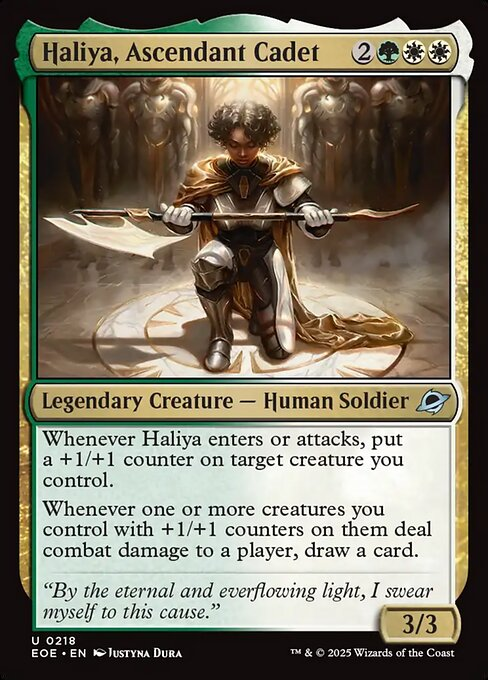 Haliya, Ascendant Cadet 2
Legendary Creature — Human Soldier
Whenever Haliya enters or attacks, put
a +1/+1 counter on target creature you
control.
Whenever one or more creatures you
control with +1/+1 counters on them deal
combat damage to a player, draw a card.
“By the eternal and everflowing light, I swear
myself to this cause.”
3/3
U 0218
EOE • EN Justyna Dura
™ & © 2025 Wizards of the Coast